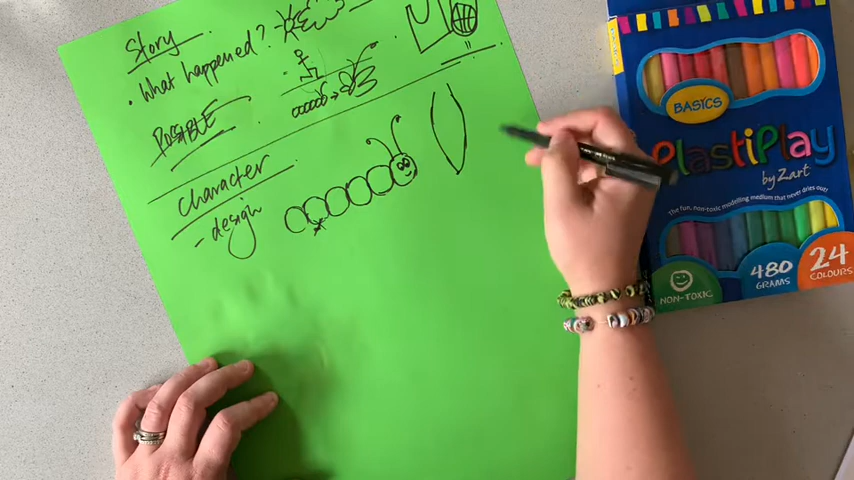 Story
• What happened?
POSSIBLE
character
- design
BASICS
PlastiPlay
by Zart
The fun, non-toxic modelling medium that never dries out!
NON-TOXIC
480
GRAMS
24
COLOURS